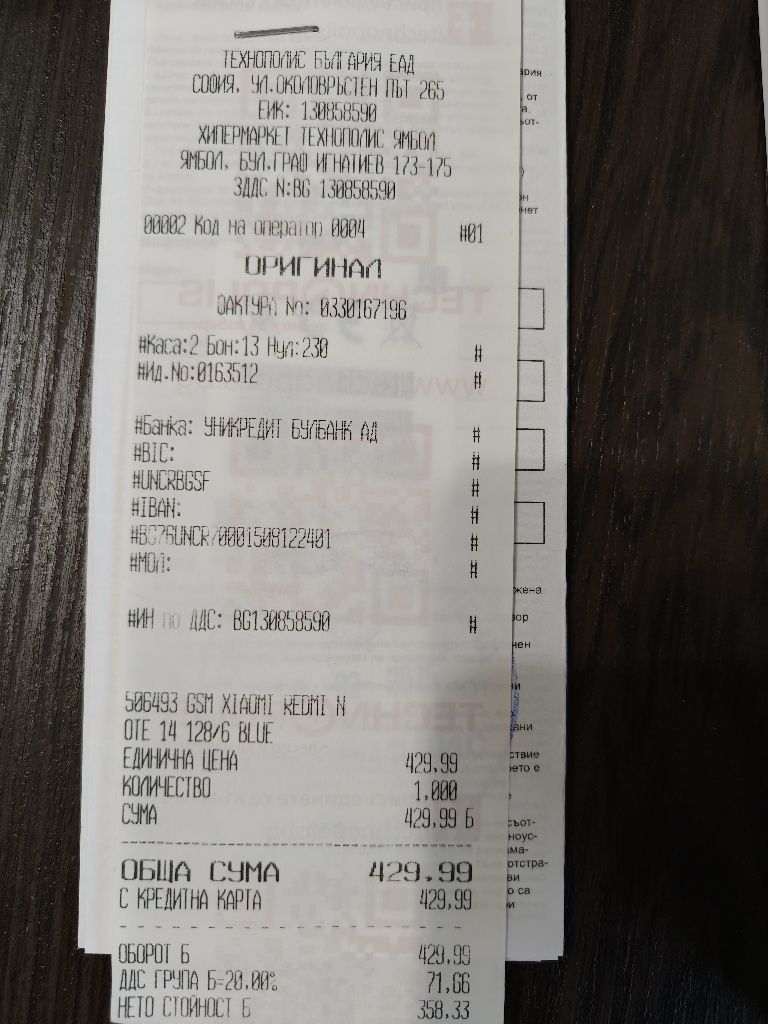 ТЕХНОПОЛИС БЪЛГАРИЯ ЕАД
СОФИЯ, УЛ.ОКОЛОВРЪСТЕН ПЪТ 265
ЕИК: 130858590
ХИПЕРМАРКЕТ ТЕХНОПОЛИС ЯМБОЛ
ЯМБОЛ, БУЛ.ГРАФ ИГНАТИЕВ 173-175
ЗДДС N:BG 130858590
00002 Код на оператор 0004 #01
ОРИГИНАЛ
ФАКТУРА No: 0330167196
#Каса:2 Бон:13 Нул:230 #
#Ид.No:0163512 #
#Банка: УНИКРЕДИТ БУЛБАНК АД #
#BIC: #
#UNCRBGSF #
#IBAN: #
#BG76UNCR70001508122401 #
#МОЛ: #
#ИН по ДДС: BG130858590 #
506493 GSM XIAOMI REDMI N
OTE 14 128/6 BLUE
ЕДИНИЧНА ЦЕНА 429,99
КОЛИЧЕСТВО 1,000
СУМА 429,99 Б
ОБЩА СУМА 429.99
С КРЕДИТНА КАРТА 429,99
ОБОРОТ Б 429,99
ДДС ГРУПА Б=20,00% 71,66
НЕТО СТОЙНОСТ Б 358,33